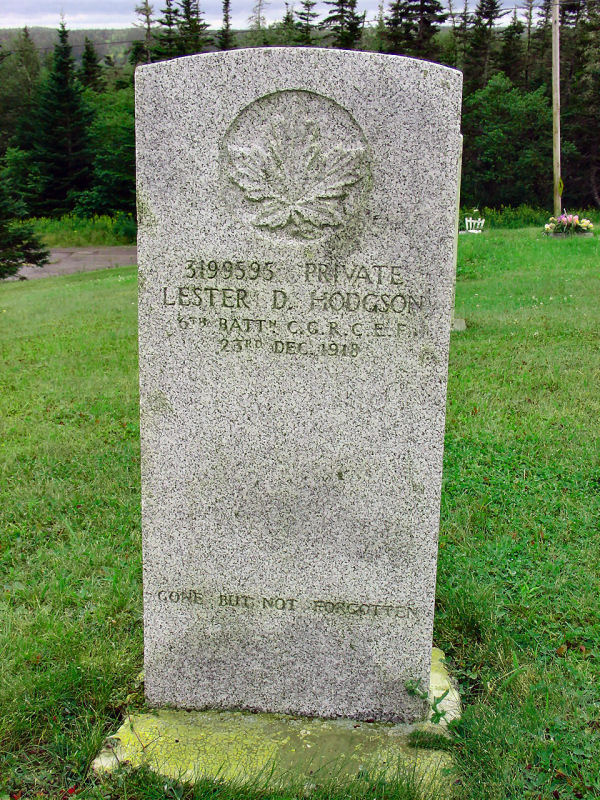 3199595 PRIVATE
LESTER D. HODGSON
6TH BATTN C.G.R.C.E.F.
23RD DEC. 1918
GONE BUT NOT FORGOTTEN